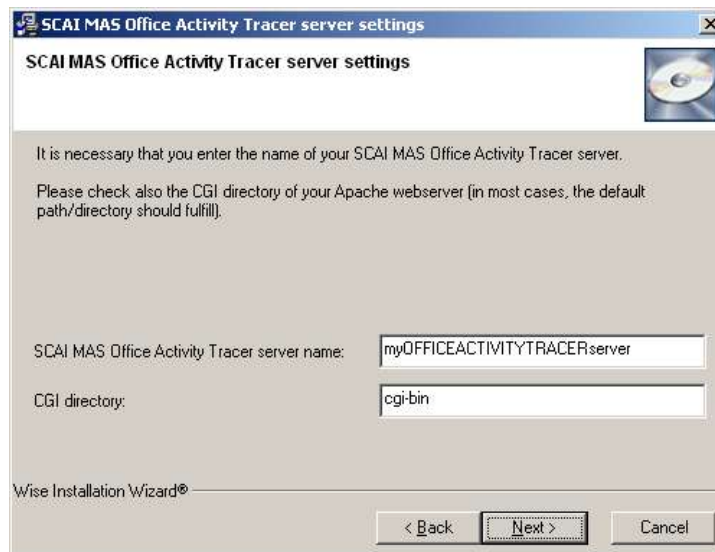 SCAI MAS Office Activity Tracer server settings
SCAI MAS Office Activity Tracer server settings
It is necessary that you enter the name of your SCAI MAS Office Activity Tracer server.
Please check also the CGI directory of your Apache webserver (in most cases, the default
path/directory should fulfill).
SCAI MAS Office Activity Tracer server name: myOFFICEACTIVITYTRACERserver
CGI directory: cgi-bin
Wise Installation Wizard®
< Back Next > Cancel